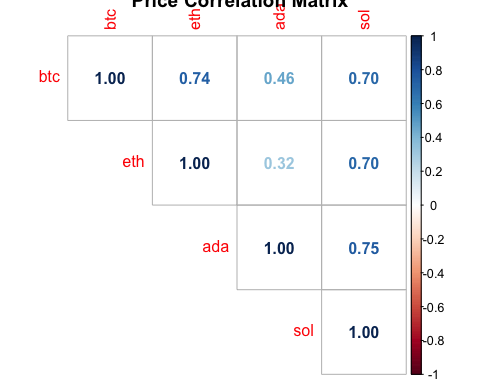 Price Correlation Matrix
btc eth ada sol
btc 1.00 0.74 0.46 0.70
eth 1.00 0.32 0.70
ada 1.00 0.75
sol 1.00
1
0.8
0.6
0.4
0.2
0
-0.2
-0.4
-0.6
-0.8
-1